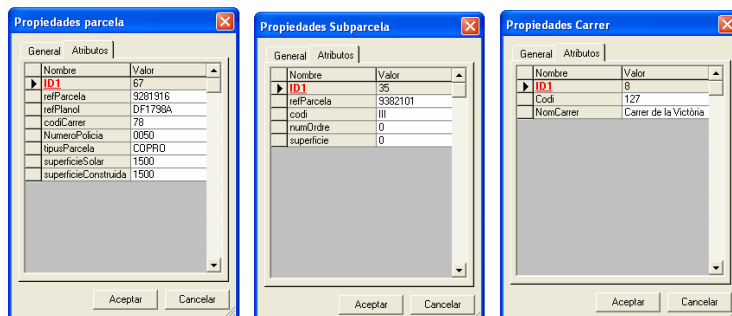 Propiedades parcela
General Atributos
Nombre Valor
ID1 67
refParcela 9281916
refPlanol DF1798A
codiCarrer 78
NumeroPolicia 0050
tipusParcela COPRO
superficieSolar 1500
superficieConstruida 1500
Aceptar Cancelar
Propiedades Subparcela
General Atributos
Nombre Valor
ID1 35
refParcela 9382101
codi III
numOrdre 0
superficie 0
Aceptar Cancelar
Propiedades Carrer
General Atributos
Nombre Valor
ID1 8
Codi 127
NomCarrer Carrer de la Victòria
Aceptar Cancelar